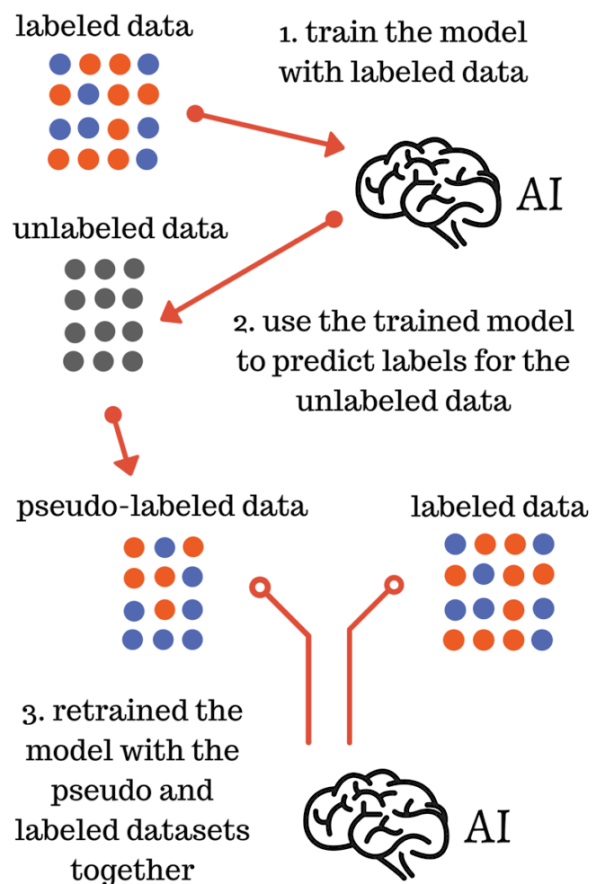 labeled data
1. train the model
with labeled data
AI
unlabeled data
2. use the trained model
to predict labels for the
unlabeled data
pseudo-labeled data
labeled data
3. retrained the
model with the
pseudo and
labeled datasets
together
AI